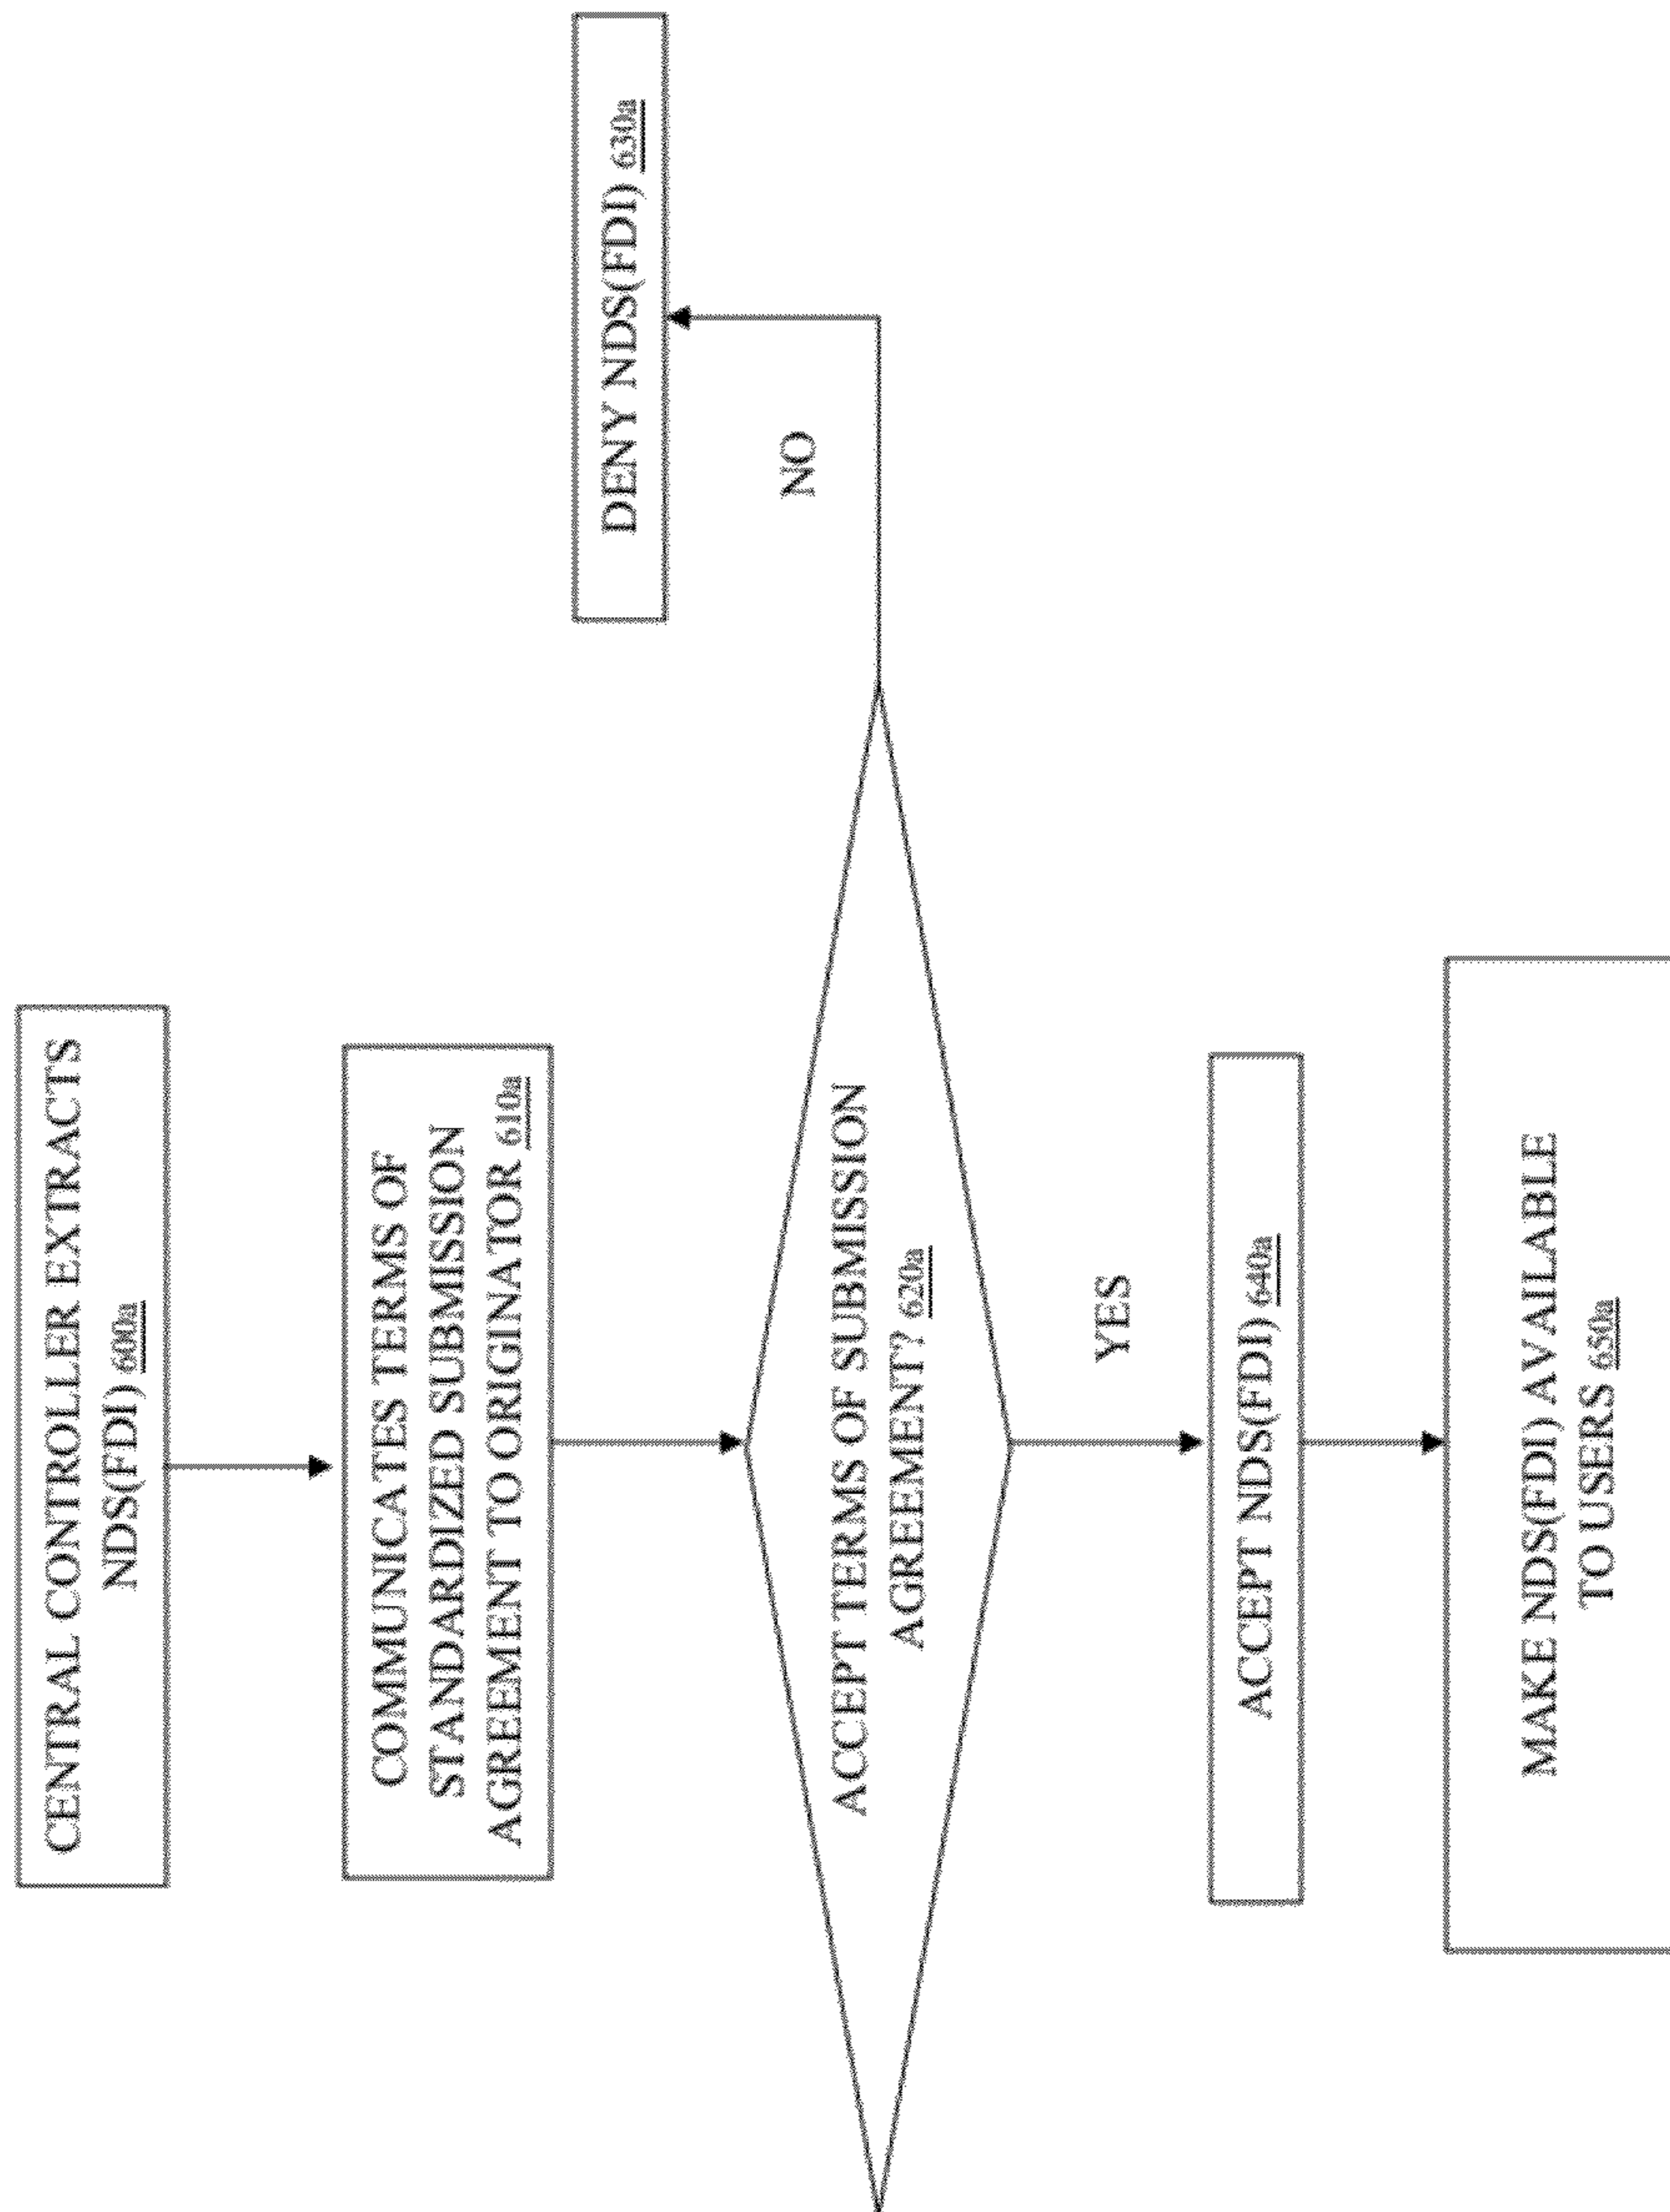 CENTRAL CONTROLLER EXTRACTS
NDS(FDI) 600a
COMMUNICATES TERMS OF
STANDARDIZED SUBMISSION
AGREEMENT TO ORIGINATOR 610a
ACCEPT TERMS OF SUBMISSION
AGREEMENT? 620a
NO
DENY NDS(FDI) 630a
YES
ACCEPT NDS(FDI) 640a
MAKE NDS(FDI) AVAILABLE
TO USERS 650a